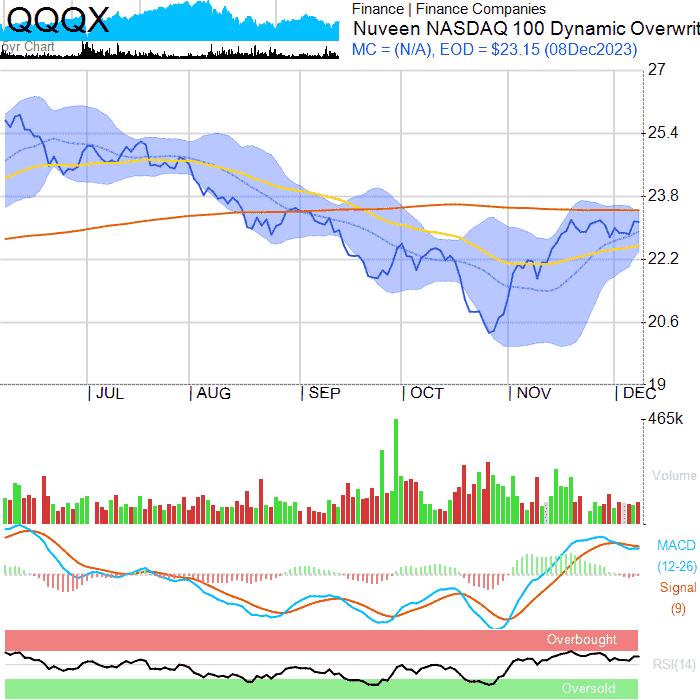 QQQX
5yr Chart
Finance | Finance Companies
Nuveen NASDAQ 100 Dynamic Overwrit
MC = (N/A), EOD = $23.15 (08Dec2023)
27
25.4
23.8
22.2
20.6
19
JUL
AUG
SEP
OCT
NOV
DEC
465k
Volume
MACD
(12-26)
Signal
(9)
Overbought
RSI(14)
Oversold